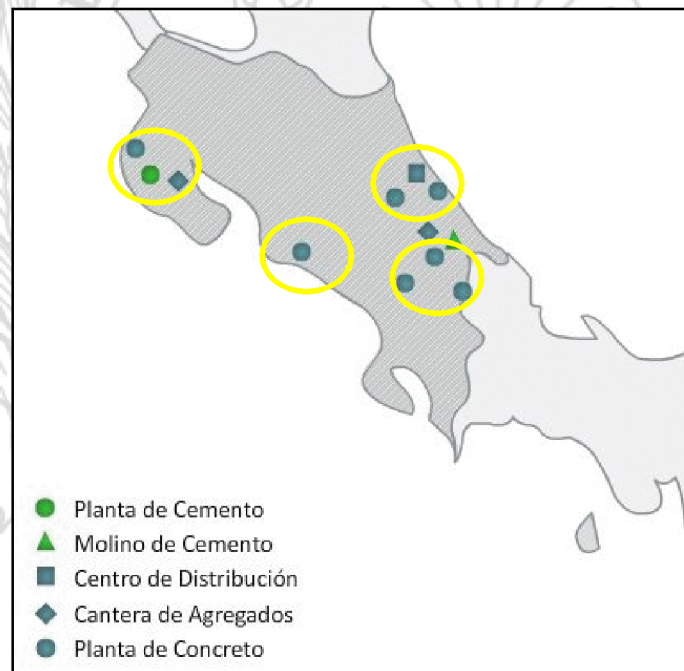 Planta de Cemento
Molino de Cemento
Centro de Distribución
Cantera de Agregados
Planta de Concreto